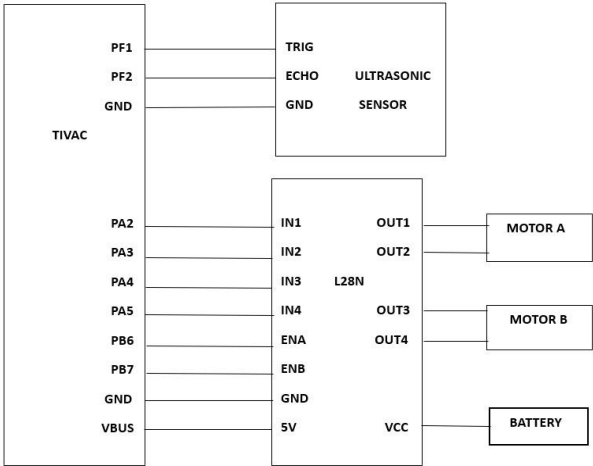 PF1 TRIG
PF2 ECHO ULTRASONIC
GND GND SENSOR
TIVAC
PA2 IN1 OUT1 MOTOR A
PA3 IN2 OUT2
PA4 IN3 L28N
PA5 IN4 OUT3 MOTOR B
PB6 ENA OUT4
PB7 ENB
GND GND
VBUS 5V VCC BATTERY